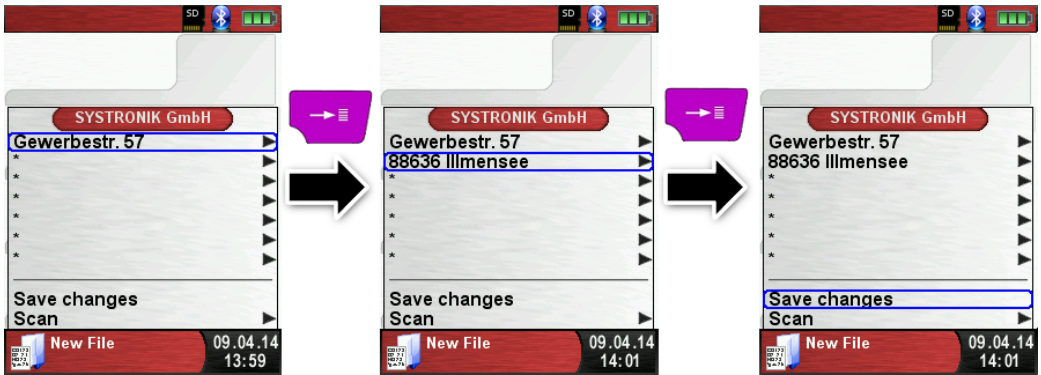 SD
SYSTRONIK GmbH
Gewerbestr. 57
*
*
*
*
*
Save changes
Scan
New File
09.04.14
13:59
SD
SYSTRONIK GmbH
Gewerbestr. 57
88636 Illmensee
*
*
*
*
*
Save changes
Scan
New File
09.04.14
14:01
SD
SYSTRONIK GmbH
Gewerbestr. 57
88636 Illmensee
*
*
*
*
*
Save changes
Scan
New File
09.04.14
14:01